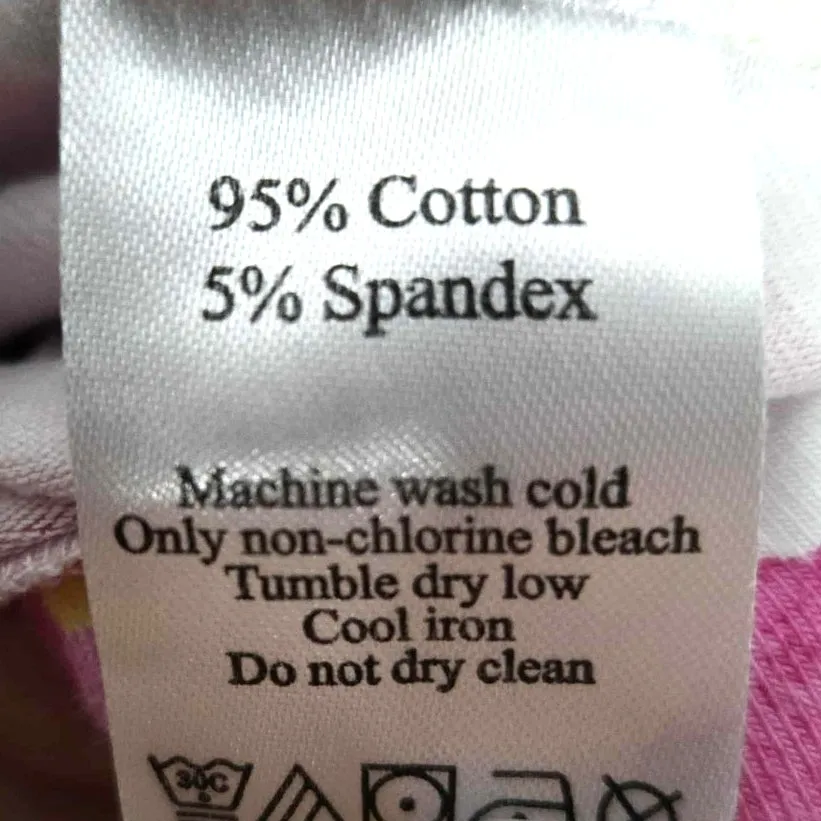 95% Cotton
5% Spandex
Machine wash cold
Only non-chlorine bleach
Tumble dry low
Cool iron
Do not dry clean
30C